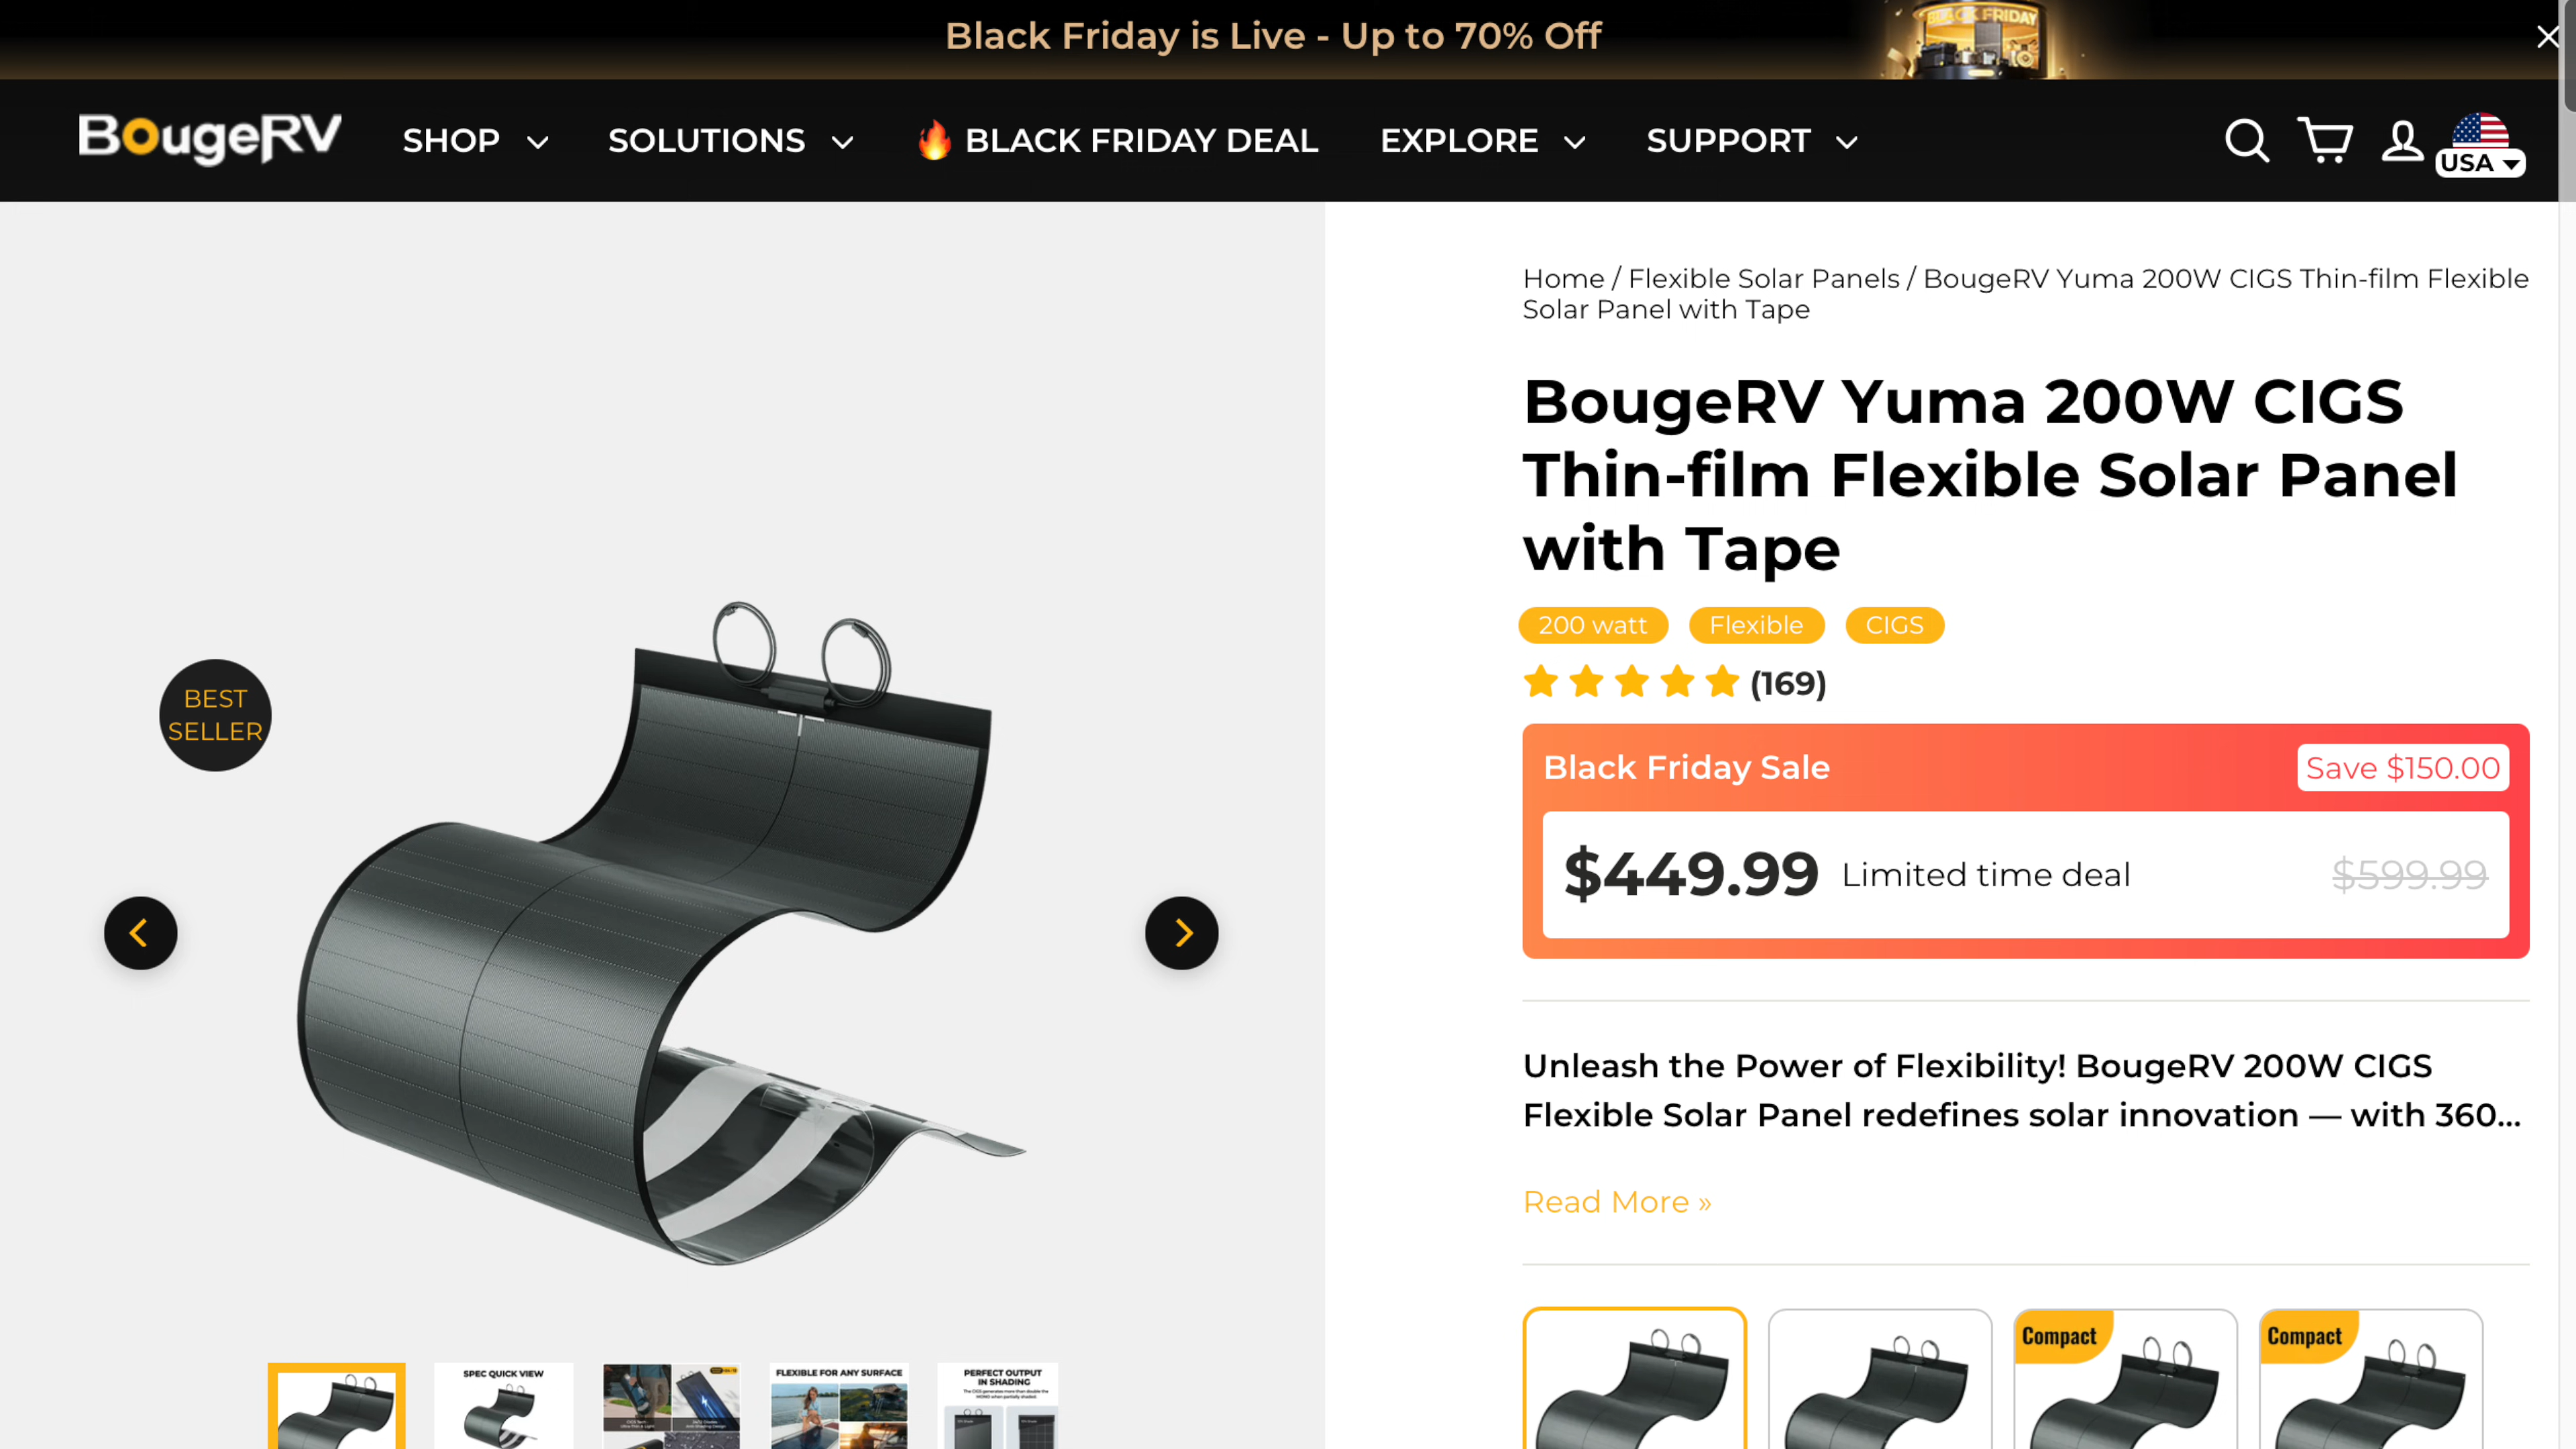 Black Friday is Live - Up to 70% Off
BLACK FRIDAY
BougeRV
SHOP
SOLUTIONS
🔥 BLACK FRIDAY DEAL
EXPLORE
SUPPORT
USA
Home / Flexible Solar Panels / BougeRV Yuma 200W CIGS Thin-film Flexible
Solar Panel with Tape
BougeRV Yuma 200W CIGS
Thin-film Flexible Solar Panel
with Tape
200 watt
Flexible
CIGS
(169)
BEST
SELLER
Black Friday Sale
Save $150.00
$449.99
Limited time deal
$599.99
Unleash the Power of Flexibility! BougeRV 200W CIGS
Flexible Solar Panel redefines solar innovation — with 360...
Read More »
Compact
Compact
SPEC QUICK VIEW
FLEXIBLE FOR ANY SURFACE
PERFECT OUTPUT
IN SHADING